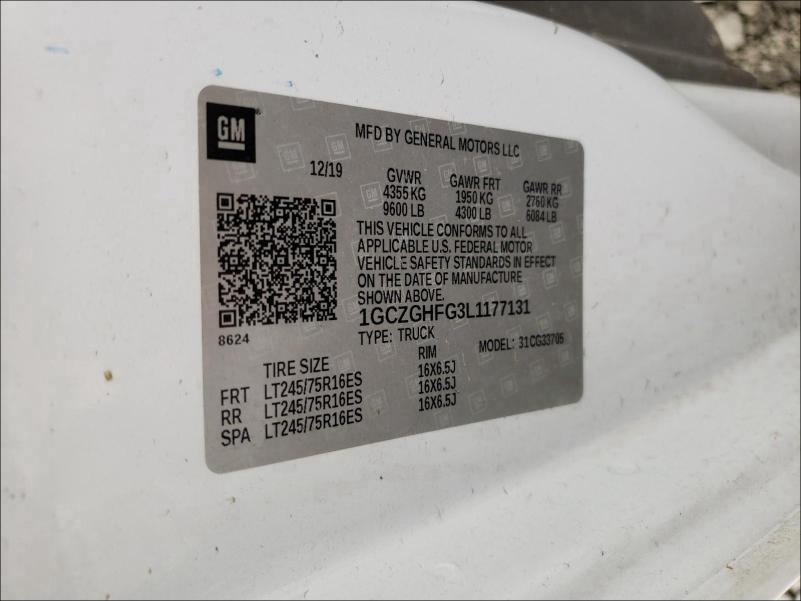 GM
MFD BY GENERAL MOTORS LLC
12/19
GVWR GAWR FRT GAWR RR
4355 KG 1950 KG 2760 KG
9600 LB 4300 LB 6084 LB
THIS VEHICLE CONFORMS TO ALL
APPLICABLE U.S. FEDERAL MOTOR
VEHICLE SAFETY STANDARDS IN EFFECT
ON THE DATE OF MANUFACTURE
SHOWN ABOVE.
1GCZGHFG3L1177131
8624
TYPE: TRUCK MODEL: 31CG33705
TIRE SIZE RIM
FRT LT245/75R16ES 16X6.5J
RR LT245/75R16ES 16X6.5J
SPA LT245/75R16ES 16X6.5J